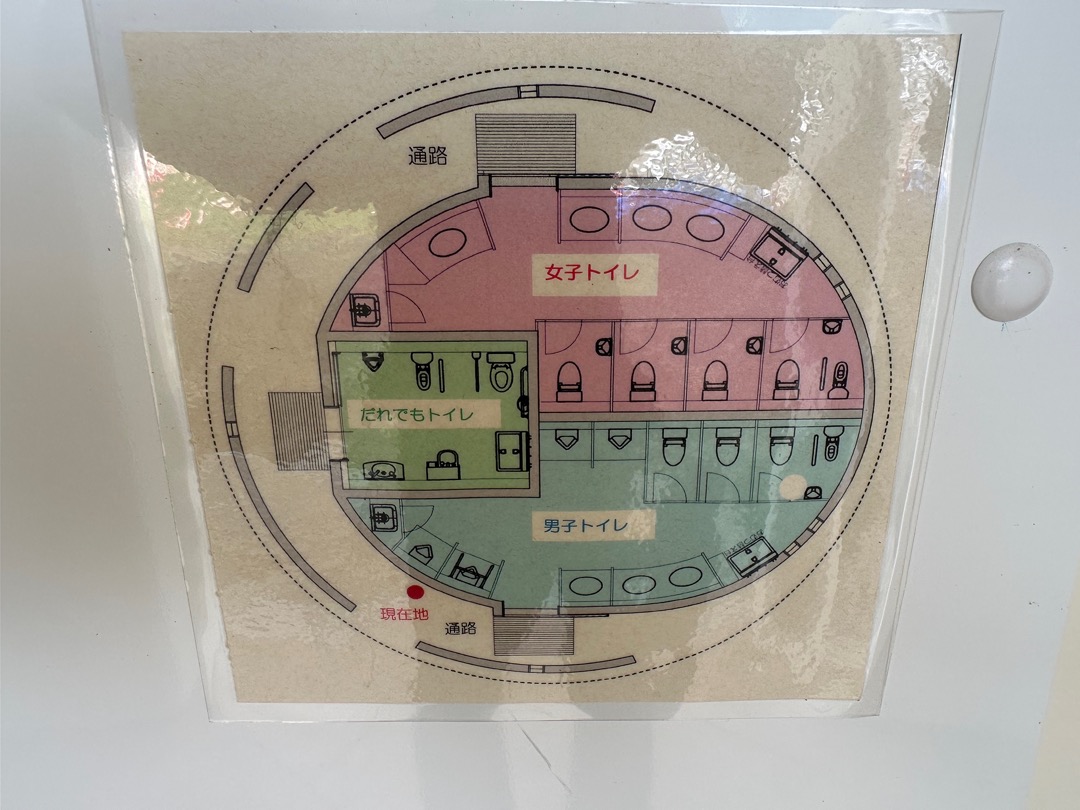 通路
女子トイレ
だれでもトイレ
男子トイレ
現在地
通路